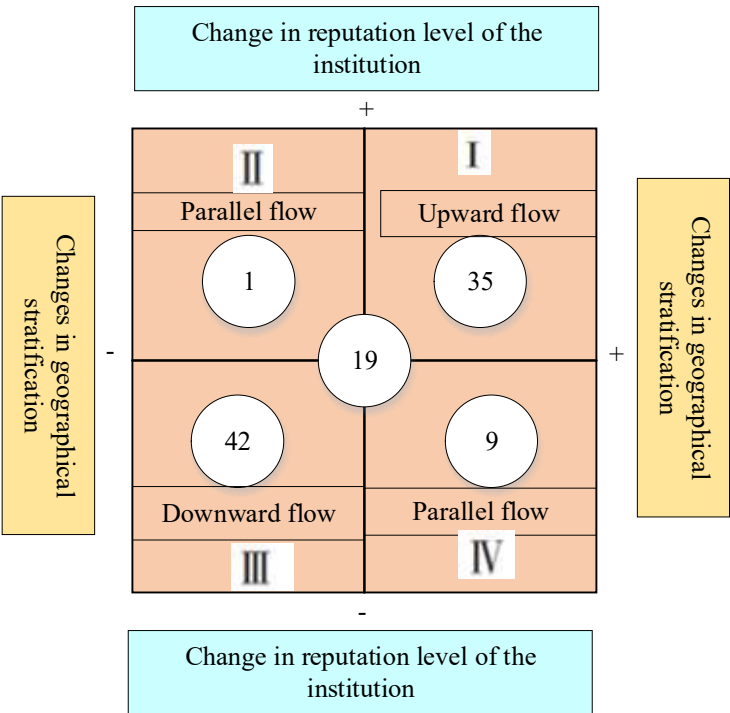 Change in reputation level of the
institution
+
Ⅱ
Ⅰ
Parallel flow
Upward flow
1
35
Changes in geographical
stratification
-
19
+
Changes in geographical
stratification
42
9
Downward flow
Parallel flow
Ⅲ
Ⅳ
-
Change in reputation level of the
institution